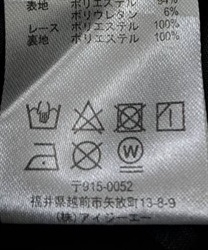 表地 ポリエステル 94%
ポリウレタン 6%
レース ポリエステル 100%
裏地 ポリエステル 100%
W
〒915-0052
福井県越前市矢放町13-8-9
(株)アイジーエー